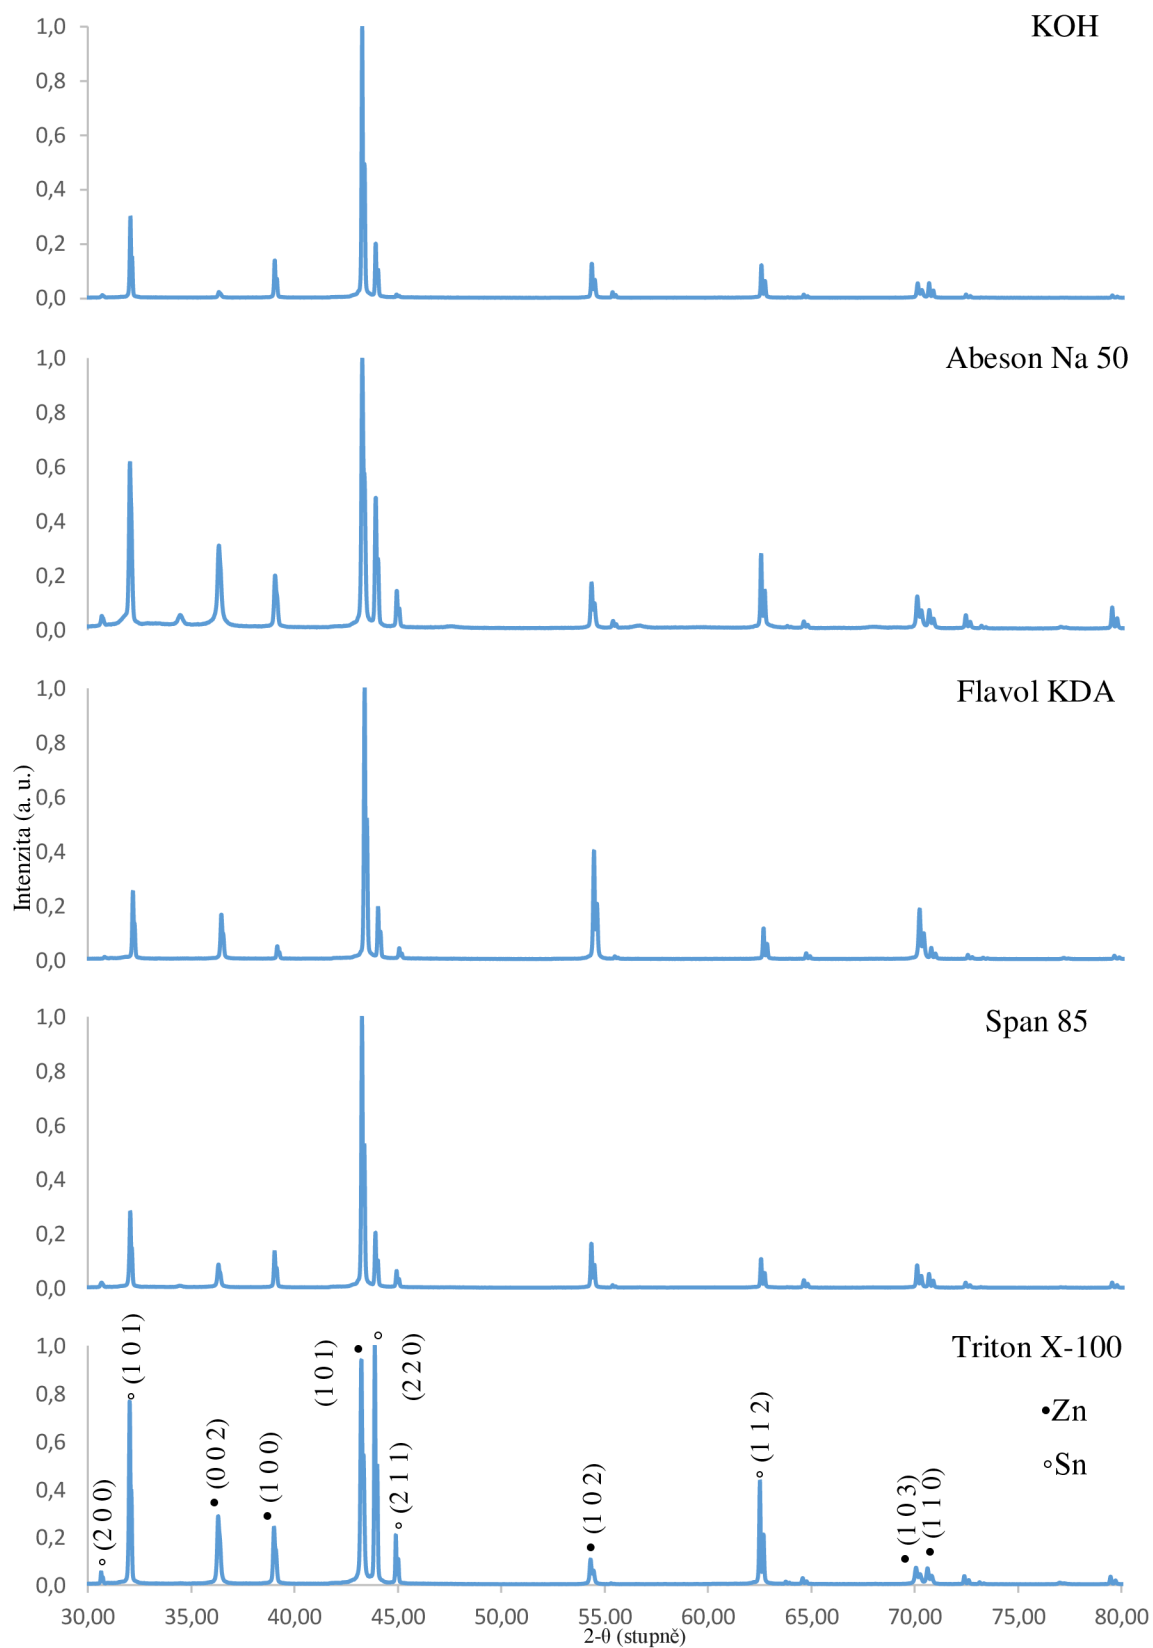 KOH
1,0
0,8
0,6
0,4
0,2
0,0
Abeson Na 50
1,0
0,8
0,6
0,4
0,2
0,0
Flavol KDA
1,0
0,8
0,6
0,4
0,2
0,0
Intenzita (a. u.)
Span 85
1,0
0,8
0,6
0,4
0,2
0,0
Triton X-100
•Zn
°Sn
1,0
0,8
0,6
0,4
0,2
0,0
° (2 0 0)
° (1 0 1)
• (0 0 2)
• (1 0 0)
• (1 0 1)
° (2 2 0)
° (2 1 1)
• (1 0 2)
° (1 1 2)
• (1 0 3)
• (1 1 0)
30,00 35,00 40,00 45,00 50,00 55,00 60,00 65,00 70,00 75,00 80,00
2-θ (stupně)